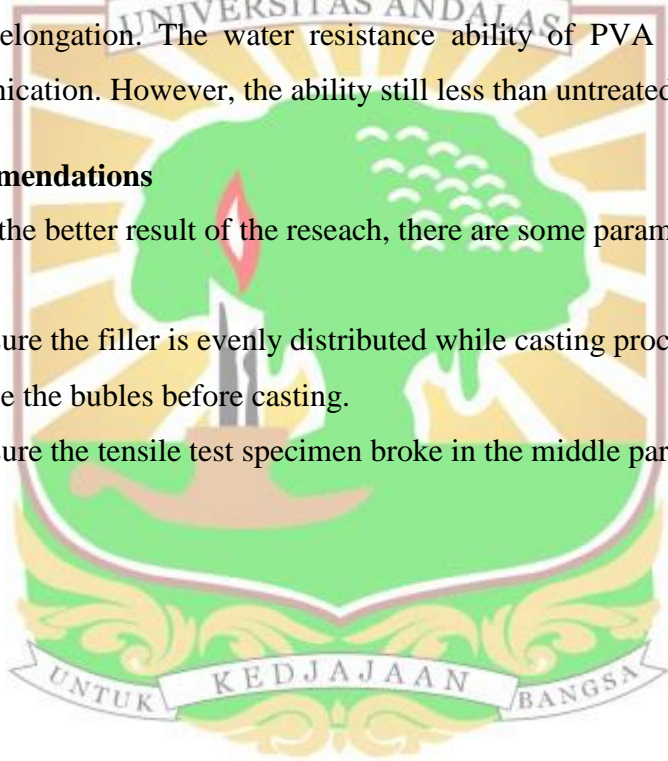 UNIVERSITAS ANDALAS
elongation. The water resistance ability of PVA
nication. However, the ability still less than untreated
mendations
the better result of the reseach, there are some param
sure the filler is evenly distributed while casting proc
e the bubles before casting.
sure the tensile test specimen broke in the middle par
UNTUK KEDJAJAAN BANGSA